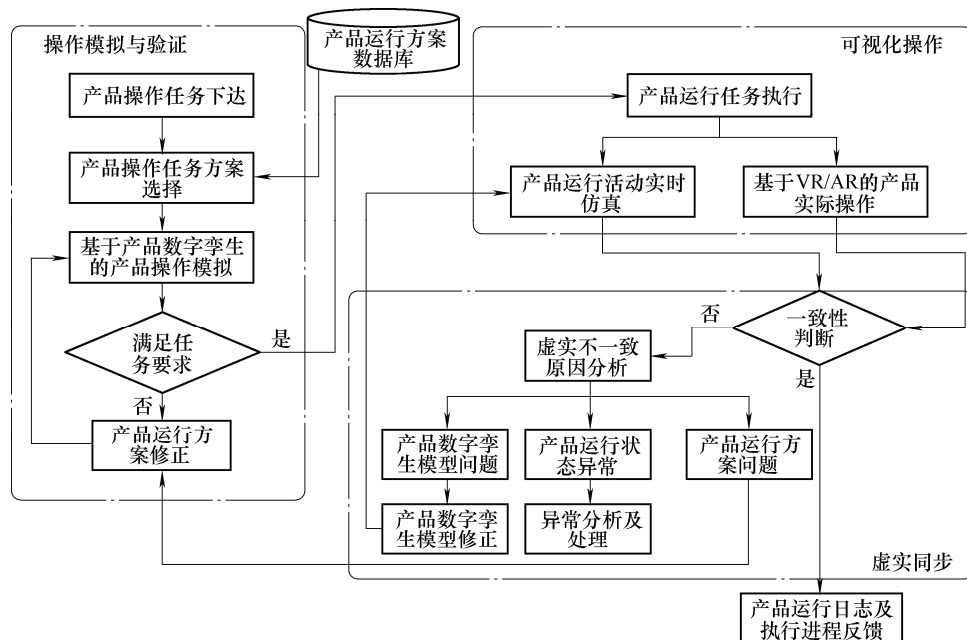 操作模拟与验证
产品运行方案
数据库
可视化操作
产品操作任务下达
产品运行任务执行
产品操作任务方案
选择
产品运行活动实时
仿真
基于VR/AR的产品
实际操作
基于产品数字孪生
的产品操作模拟
满足任
务要求
是
否
产品运行方
案修正
一致性
判断
否
是
虚实不一致
原因分析
产品数字孪
生模型问题
产品运行状
态异常
产品运行方
案问题
产品数字孪
生模型修正
异常分析及
处理
虚实同步
产品运行日志及
执行进程反馈